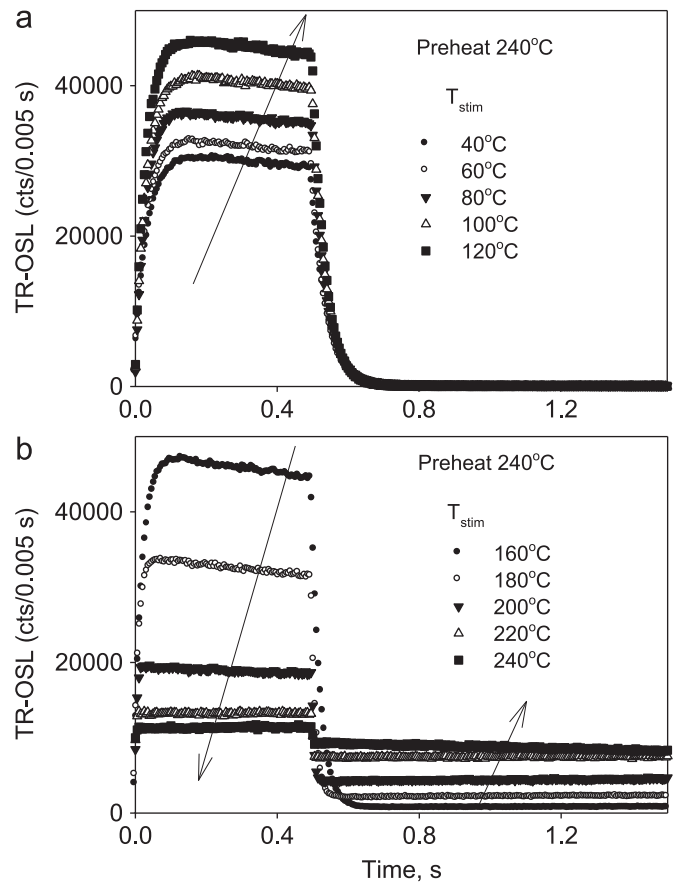 a
Preheat 240°C
T stim
40°C
60°C
80°C
100°C
120°C
TR-OSL (cts/0.005 s)
40000
20000
0
0.0 0.4 0.8 1.2
b
Preheat 240°C
T stim
160°C
180°C
200°C
220°C
240°C
TR-OSL (cts/0.005 s)
40000
20000
0
0.0 0.4 0.8 1.2
Time, s